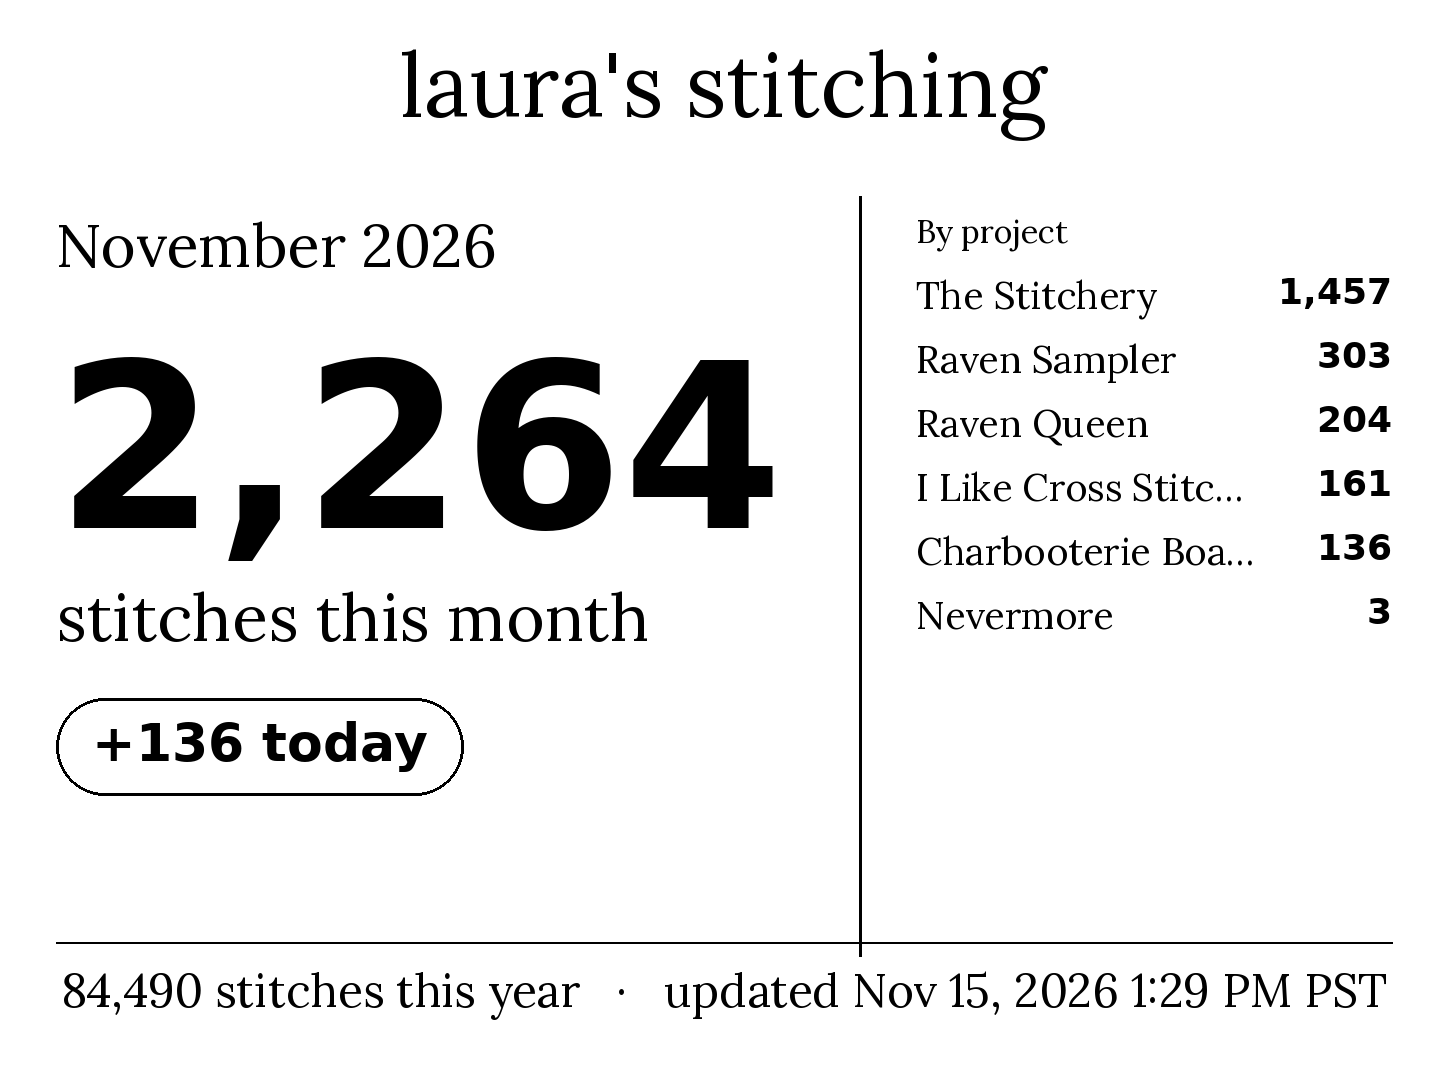 laura's stitching
November 2026
2,264
stitches this month
+136 today
By project
The Stitchery 1,457
Raven Sampler 303
Raven Queen 204
I Like Cross Stitc... 161
Charbooterie Boa... 136
Nevermore 3
84,490 stitches this year · updated Nov 15, 2026 1:29 PM PST